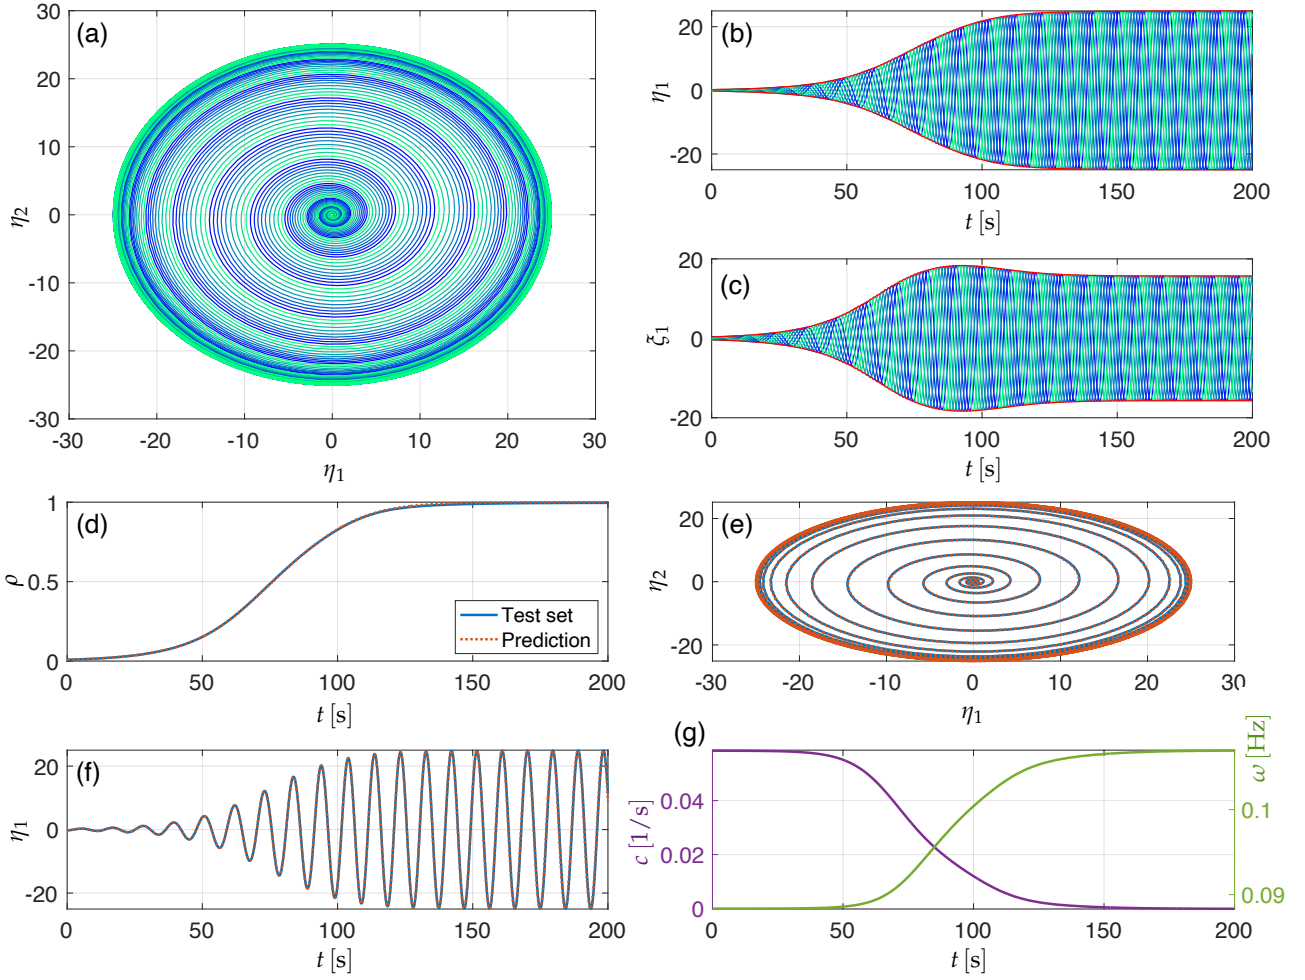 (a)
30
20
10
0
-10
-20
-30
η2
-30 -20 -10 0 10 20 30
η1
(b)
20
0
-20
η1
0 50 100 150 200
t [s]
(c)
20
0
-20
ξ1
0 50 100 150 200
t [s]
(d)
1
0.5
0
ρ
Test set
Prediction
0 50 100 150 200
t [s]
(e)
20
0
-20
η2
-30 -20 -10 0 10 20 30
η1
(f)
20
0
-20
η1
0 50 100 150 200
t [s]
(g)
0.04
0.02
0
c [1/s]
ω [Hz]
0.1
0.09
0 50 100 150 200
t [s]